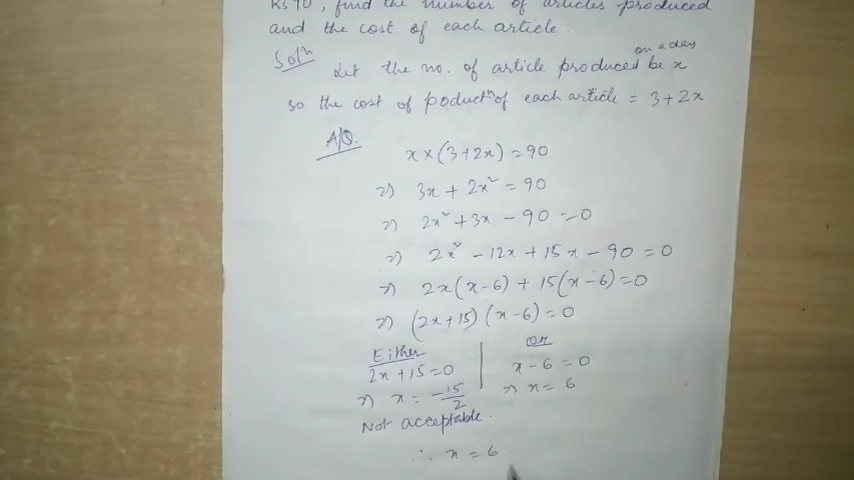 Rs 90, find the number of articles produced
and the cost of each article.
Solⁿ
on a day
Let the no. of article produced be x
so the cost of poductⁿ of each article = 3+2x
A/Q.
x×(3+2x) = 90
⇒ 3x + 2x² = 90
⇒ 2x² + 3x - 90 = 0
⇒ 2x² - 12x + 15x - 90 = 0
⇒ 2x(x-6) + 15(x-6) = 0
⇒ (2x+15)(x-6) = 0
Either
2x+15=0
⇒ x = -15/2
Not acceptable.
OR
x-6 = 0
⇒ x = 6
∴ x = 6